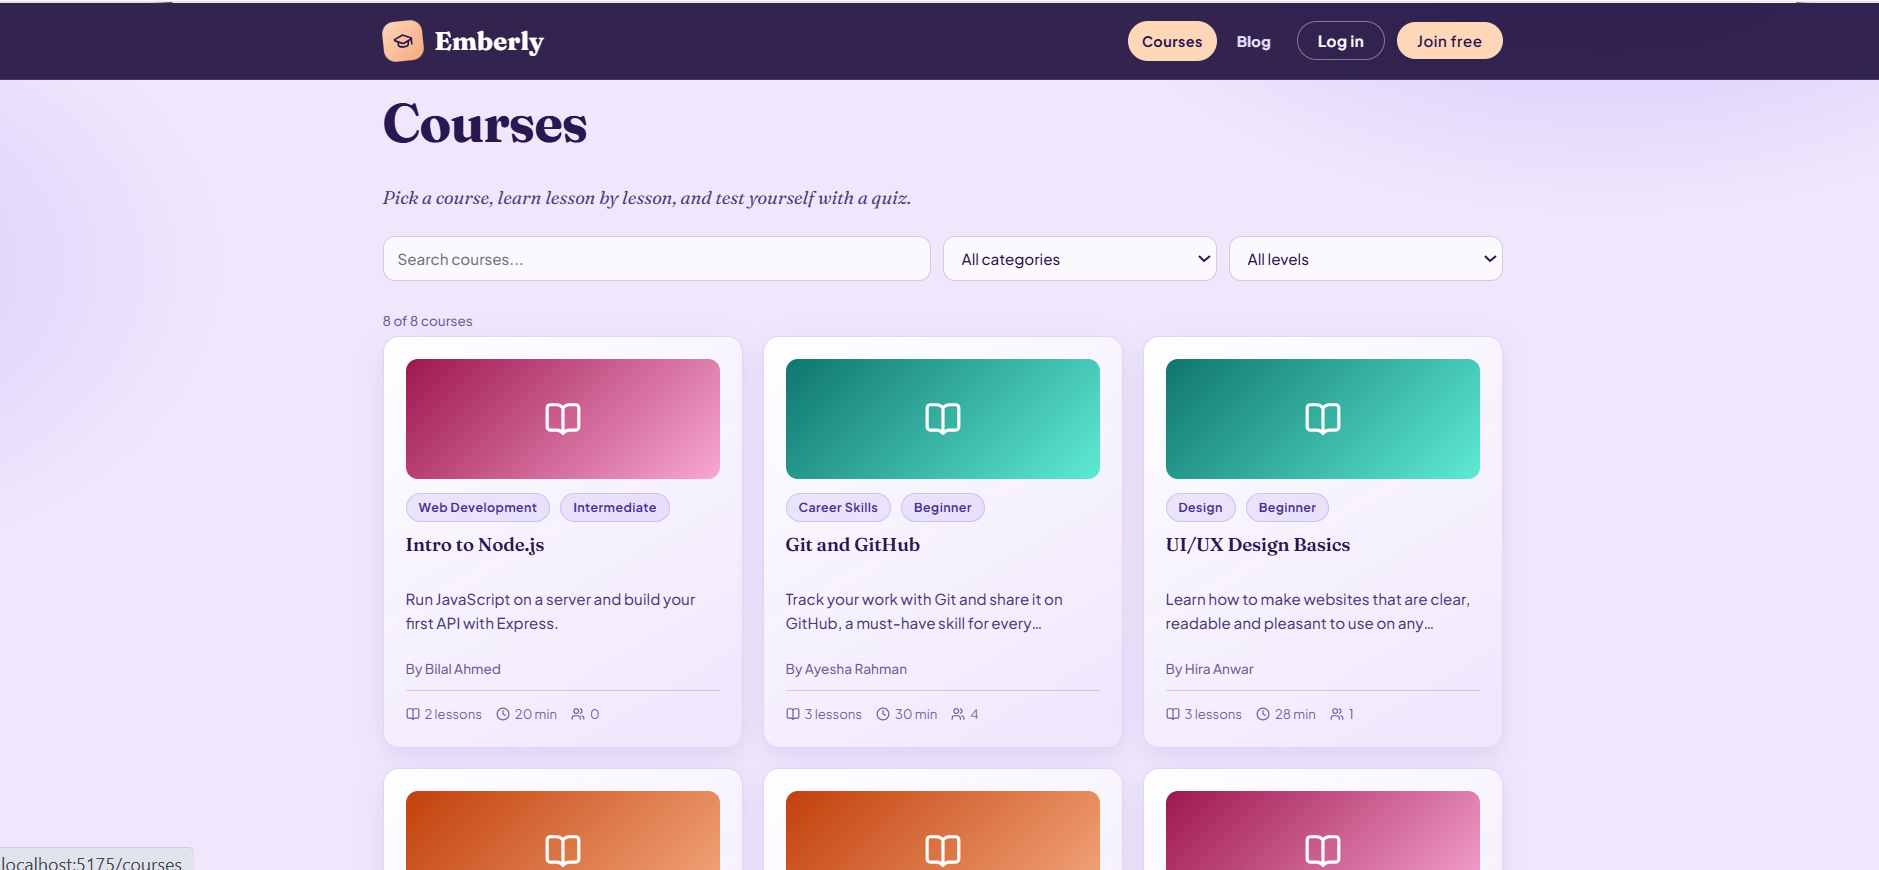 Emberly
Courses Blog Log in Join free
Courses
Pick a course, learn lesson by lesson, and test yourself with a quiz.
Search courses...
All categories
All levels
8 of 8 courses
Web Development Intermediate
Intro to Node.js
Run JavaScript on a server and build your
first API with Express.
By Bilal Ahmed
2 lessons 20 min 0
Career Skills Beginner
Git and GitHub
Track your work with Git and share it on
GitHub, a must-have skill for every…
By Ayesha Rahman
3 lessons 30 min 4
Design Beginner
UI/UX Design Basics
Learn how to make websites that are clear,
readable and pleasant to use on any…
By Hira Anwar
3 lessons 28 min 1
localhost:5175/courses